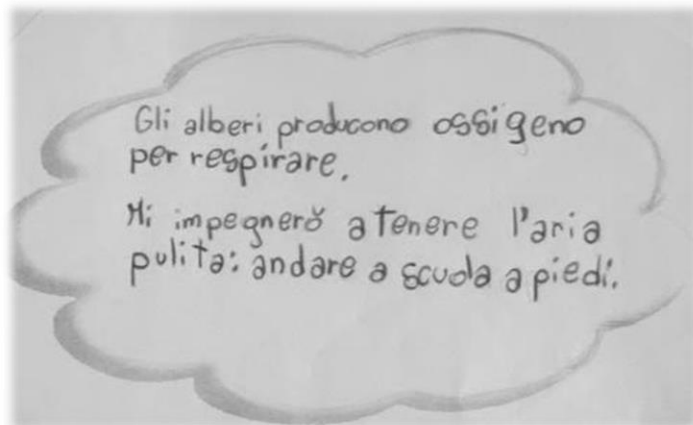 Gli alberi producono ossigeno
per respirare.
Mi impegnerò a tenere l'aria
pulita: andare a scuola a piedi.